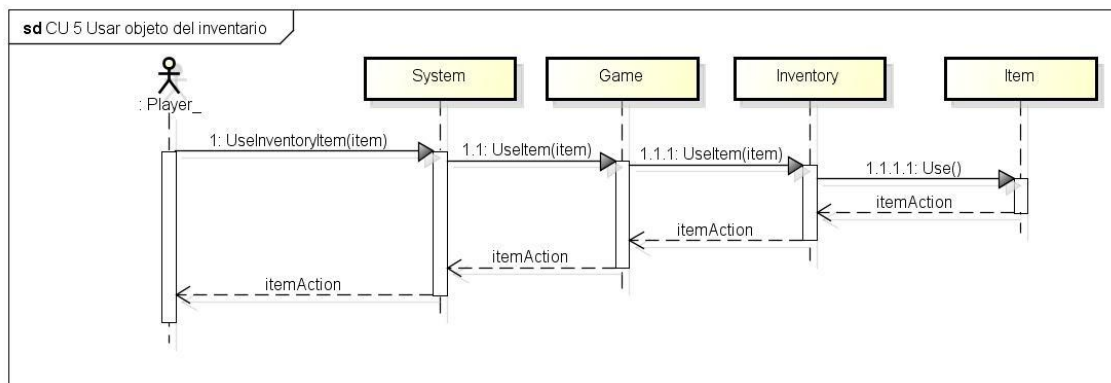 sd CU 5 Usar objeto del inventario
System
Game
Inventory
Item
: Player_
1: UseInventoryItem(item)
1.1: UseItem(item)
1.1.1: UseItem(item)
1.1.1.1: Use()
itemAction
itemAction
itemAction
itemAction